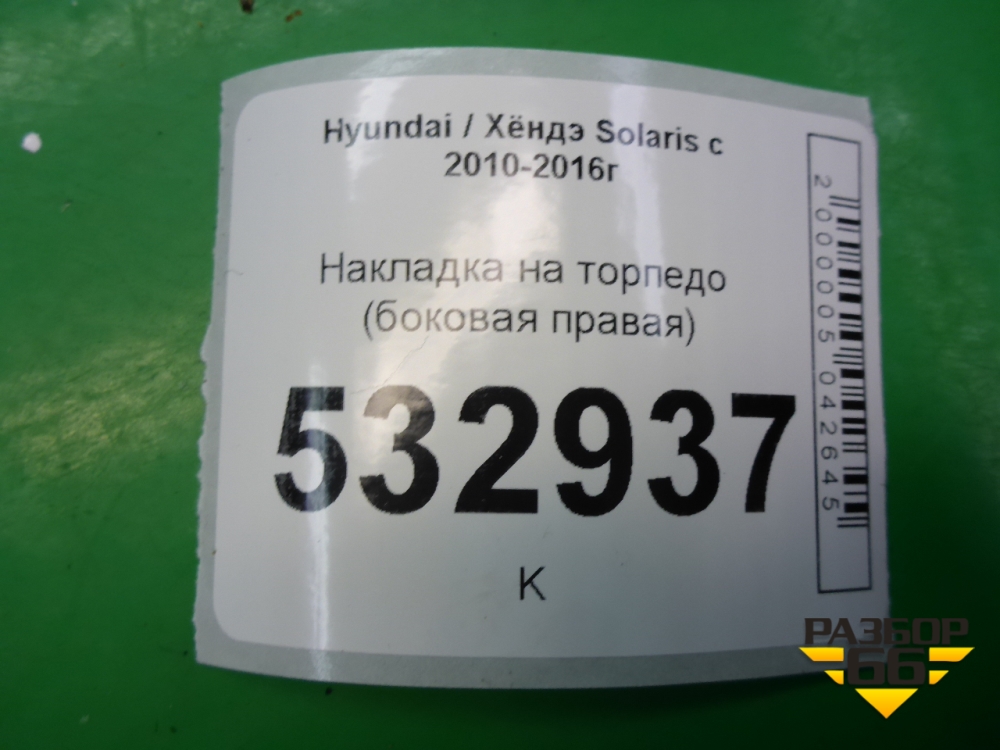 Hyundai / Хёндэ Solaris с
2010-2016г
Накладка на торпедо
(боковая правая)
532937
К
2000005042645
РАЗБОР
66